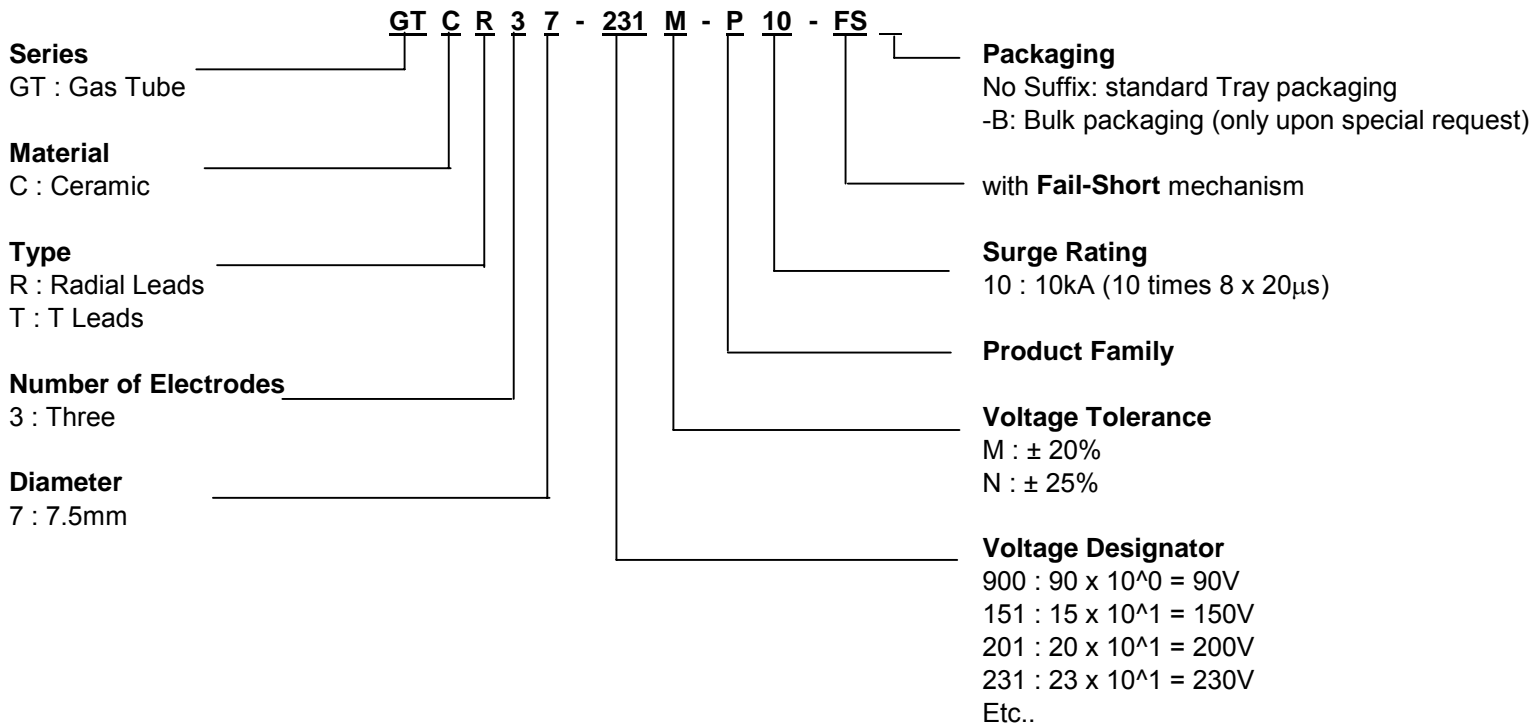 GT C R 3 7 - 231 M - P 10 - FS
Series
GT : Gas Tube
Material
C : Ceramic
Type
R : Radial Leads
T : T Leads
Number of Electrodes
3 : Three
Diameter
7 : 7.5mm
Packaging
No Suffix: standard Tray packaging
-B: Bulk packaging (only upon special request)
with Fail-Short mechanism
Surge Rating
10 : 10kA (10 times 8 x 20μs)
Product Family
Voltage Tolerance
M : ± 20%
N : ± 25%
Voltage Designator
900 : 90 x 10^0 = 90V
151 : 15 x 10^1 = 150V
201 : 20 x 10^1 = 200V
231 : 23 x 10^1 = 230V
Etc..